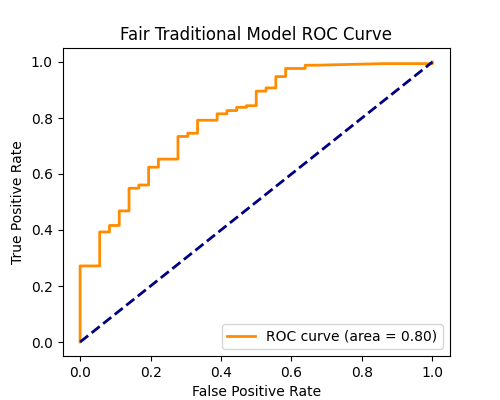 Fair Traditional Model ROC Curve
True Positive Rate
1.0
0.8
0.6
0.4
0.2
0.0
ROC curve (area = 0.80)
0.0 0.2 0.4 0.6 0.8 1.0
False Positive Rate